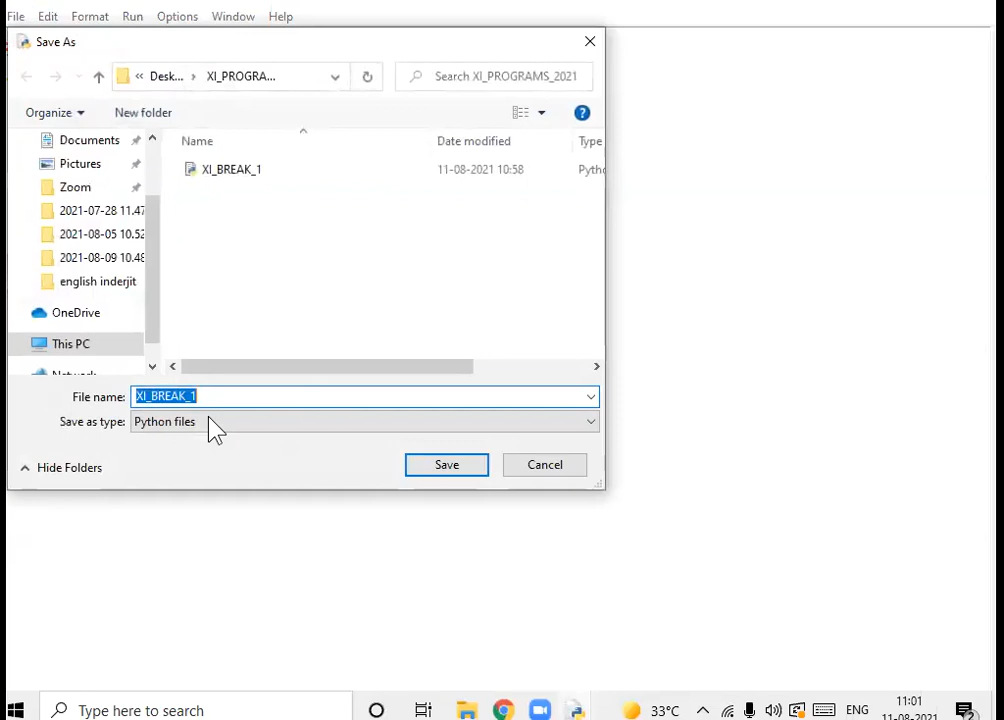 File Edit Format Run Options Window Help
Save As
« Desk... › XI_PROGRA...
Search XI_PROGRAMS_2021
Organize
New folder
Name
Date modified
Type
Documents
Pictures
Zoom
2021-07-28 11.47
2021-08-05 10.52
2021-08-09 10.48
english inderjit
OneDrive
This PC
Network
XI_BREAK_1
11-08-2021 10:58
Pytho
File name: XI_BREAK_1
Save as type: Python files
Hide Folders
Save
Cancel
Type here to search
33°C
ENG
11:01
11-08-2021
2